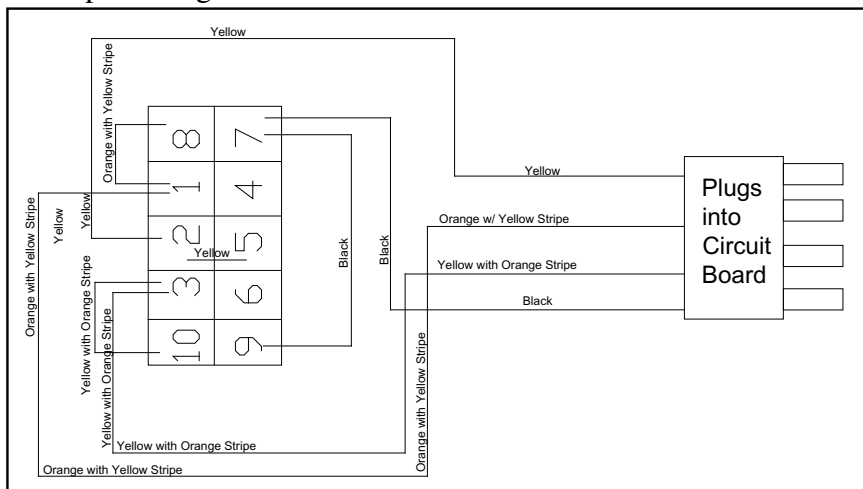 Yellow
Orange with Yellow Stripe
8
7
1
4
2
5
3
6
10
9
Yellow
Yellow
Yellow
Orange with Yellow Stripe
Yellow with Orange Stripe
Yellow with Orange Stripe
Yellow with Orange Stripe
Orange with Yellow Stripe
Black
Black
Yellow
Orange w/ Yellow Stripe
Yellow with Orange Stripe
Black
Orange with Yellow Stripe
Plugs
into
Circuit
Board